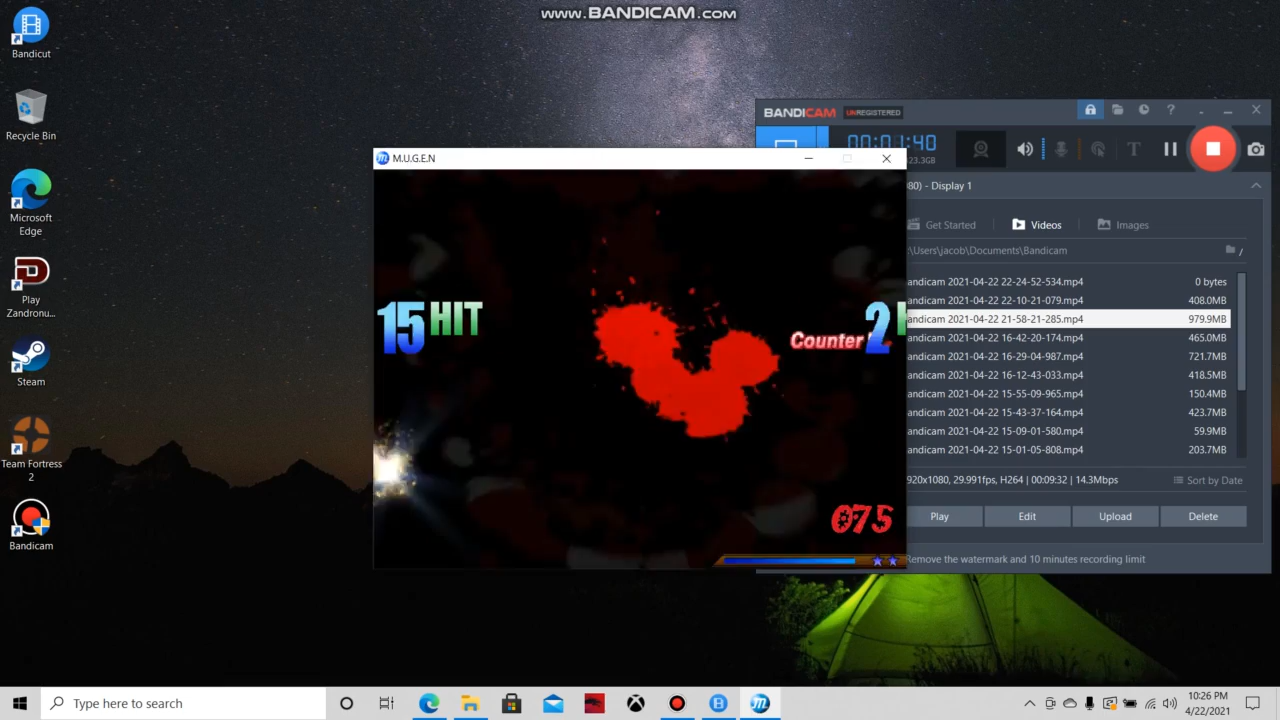 www.BANDICAM.com
Bandicut
Recycle Bin
Microsoft
Edge
Play
Zandronu...
Steam
Team Fortress
2
Bandicam
BANDICAM UNREGISTERED
00:01:40
23.3GB
80) - Display 1
Get Started
Videos
Images
\Users\jacob\Documents\Bandicam
andicam 2021-04-22 22-24-52-534.mp4 0 bytes
andicam 2021-04-22 22-10-21-079.mp4 408.0MB
andicam 2021-04-22 21-58-21-285.mp4 979.9MB
andicam 2021-04-22 16-42-20-174.mp4 465.0MB
andicam 2021-04-22 16-29-04-987.mp4 721.7MB
andicam 2021-04-22 16-12-43-033.mp4 418.5MB
andicam 2021-04-22 15-55-09-965.mp4 150.4MB
andicam 2021-04-22 15-43-37-164.mp4 423.7MB
andicam 2021-04-22 15-09-01-580.mp4 59.9MB
andicam 2021-04-22 15-01-05-808.mp4 203.7MB
920x1080, 29.991fps, H264 | 00:09:32 | 14.3Mbps
Sort by Date
Play
Edit
Upload
Delete
Remove the watermark and 10 minutes recording limit
M.U.G.E.N
15 HIT
Counter 2
075
Type here to search
10:26 PM
4/22/2021